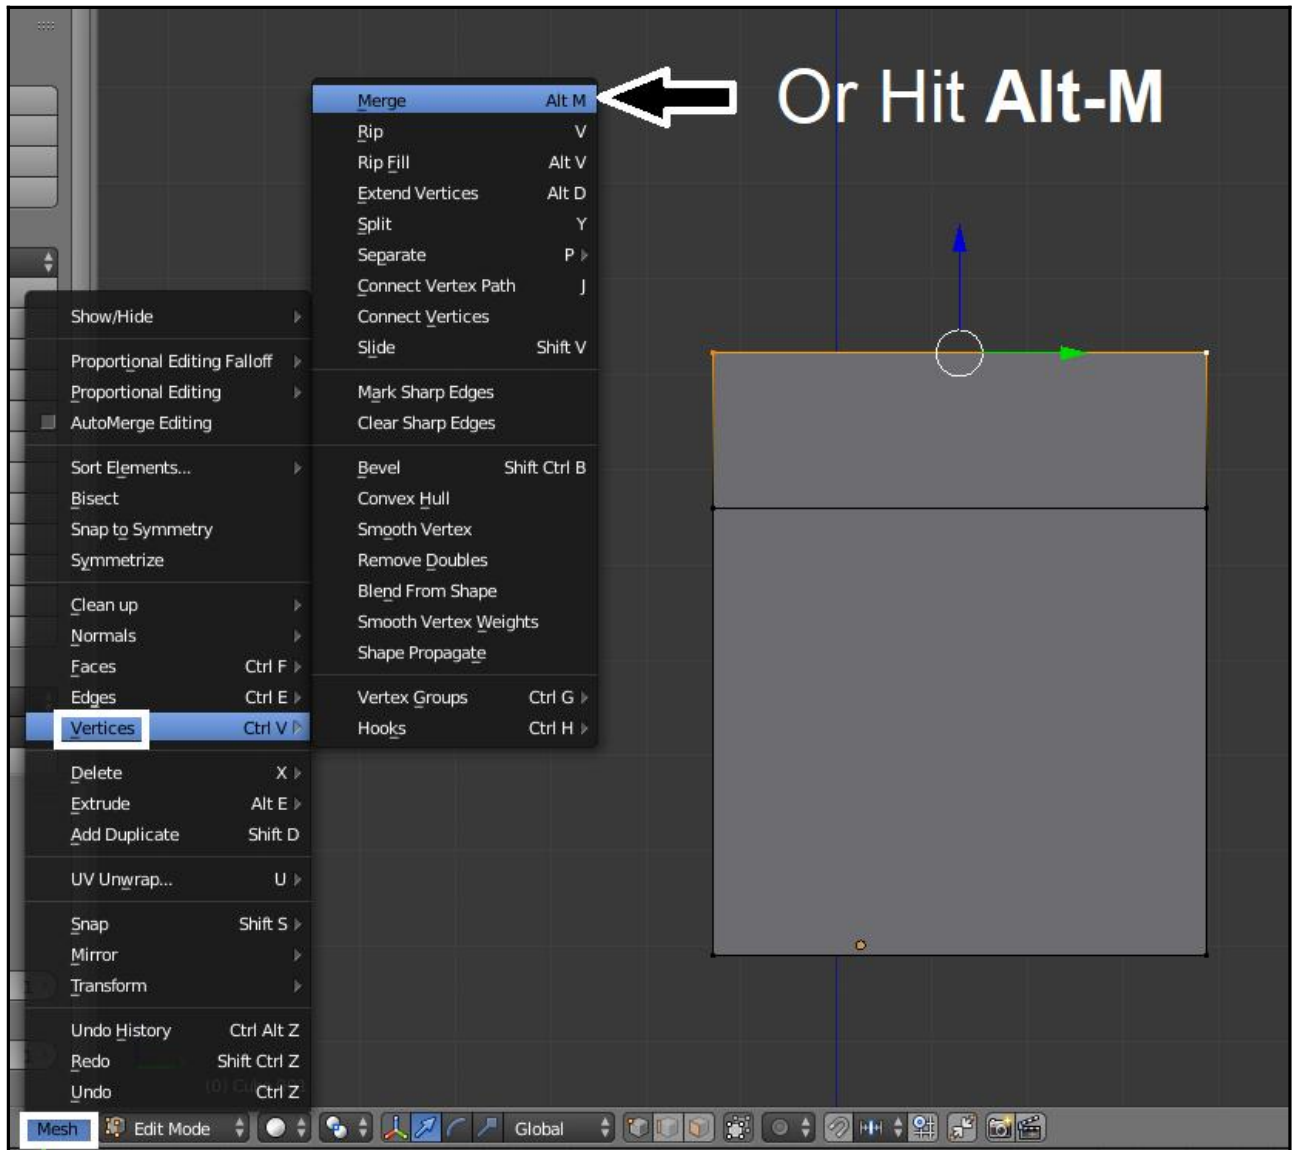 Or Hit Alt-M
Merge Alt M
Rip V
Rip Fill Alt V
Extend Vertices Alt D
Split Y
Separate P
Connect Vertex Path J
Connect Vertices
Slide Shift V
Mark Sharp Edges
Clear Sharp Edges
Bevel Shift Ctrl B
Convex Hull
Smooth Vertex
Remove Doubles
Blend From Shape
Smooth Vertex Weights
Shape Propagate
Vertex Groups Ctrl G
Hooks Ctrl H
Show/Hide
Proportional Editing Falloff
Proportional Editing
AutoMerge Editing
Sort Elements...
Bisect
Snap to Symmetry
Symmetrize
Clean up
Normals
Faces Ctrl F
Edges Ctrl E
Vertices Ctrl V
Delete X
Extrude Alt E
Add Duplicate Shift D
UV Unwrap... U
Snap Shift S
Mirror
Transform
Undo History Ctrl Alt Z
Redo Shift Ctrl Z
Undo Ctrl Z
Mesh Edit Mode Global